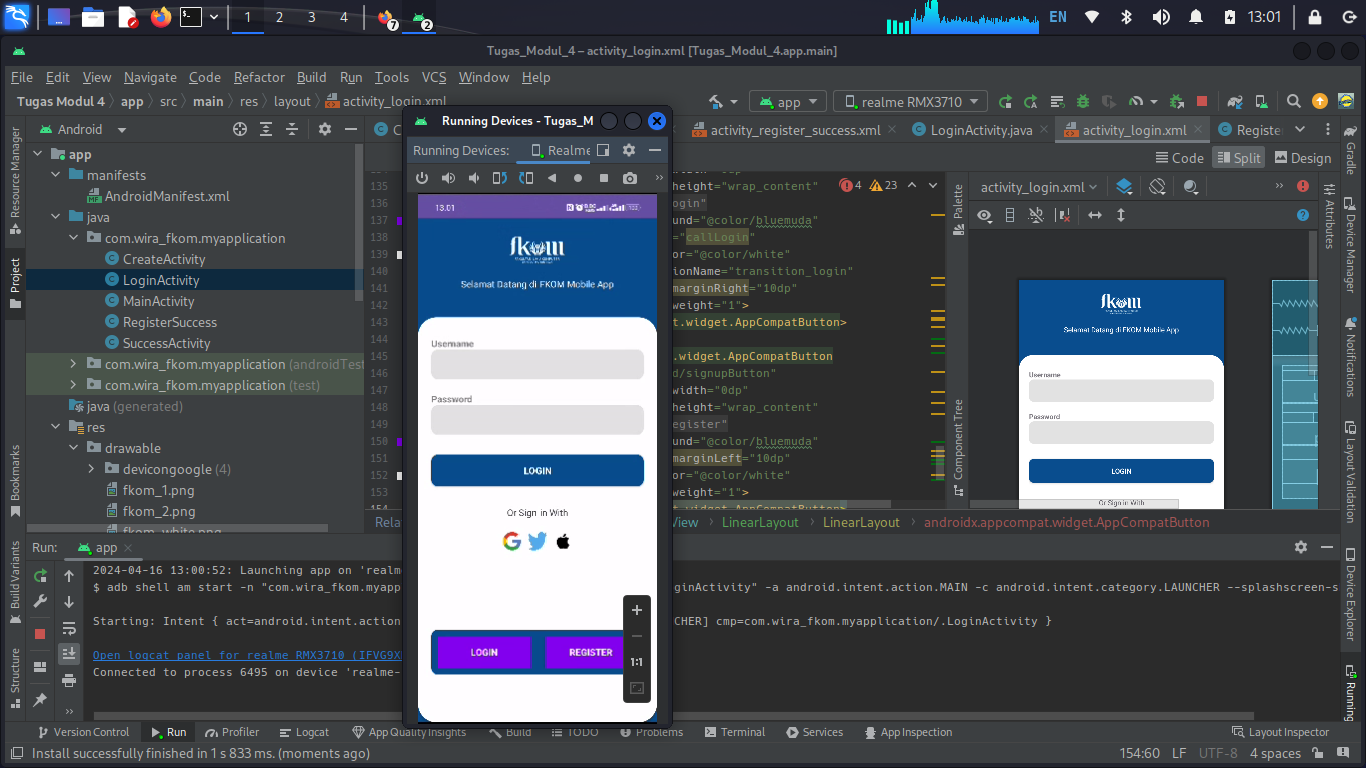 1 2 3 4 7 2 EN 13:01
Tugas_Modul_4 – activity_login.xml [Tugas_Modul_4.app.main]
File Edit View Navigate Code Refactor Build Run Tools VCS Window Help
Tugas Modul 4 app src main res layout activity_login.xml app realme RMX3710
Running Devices - Tugas_M
Running Devices: Realme
Android
activity_register_success.xml LoginActivity.java activity_login.xml Register
Code Split Design
Resource Manager
Project
Bookmarks
Build Variants
Structure
app
manifests
AndroidManifest.xml
java
com.wira_fkom.myapplication
CreateActivity
LoginActivity
MainActivity
RegisterSuccess
SuccessActivity
com.wira_fkom.myapplication (androidTest
com.wira_fkom.myapplication (test)
java (generated)
res
drawable
devicongoogle (4)
fkom_1.png
fkom_2.png
fkom_white.png
13.01
fkom
Selamat Datang di FKOM Mobile App
Username
Password
LOGIN
Or Sign in With
LOGIN REGISTER
1:1
4 23
135 height="wrap_content"
136 ogin"
137 und="@color/bluemuda"
138 ="callLogin"
139 or="@color/white"
140 ionName="transition_login"
141 marginRight="10dp"
142 weight="1">
143 t.widget.AppCompatButton>
144
145 .widget.AppCompatButton
146 d/signupButton"
147 width="0dp"
148 height="wrap_content"
149 egister"
150 und="@color/bluemuda"
151 marginLeft="10dp"
152 or="@color/white"
153 weight="1">
154 t.widget.AppCompatButton>
View LinearLayout LinearLayout androidx.appcompat.widget.AppCompatButton
Palette
Component Tree
activity_login.xml
fkom
Selamat Datang di FKOM Mobile App
Username
Password
LOGIN
Or Sign in With
Attributes
Gradle
Device Manager
Notifications
Layout Validation
Device Explorer
Running
Run: app
2024-04-16 13:00:52: Launching app on 'realm
$ adb shell am start -n "com.wira_fkom.myapp oginActivity" -a android.intent.action.MAIN -c android.intent.category.LAUNCHER --splashscreen-s
Starting: Intent { act=android.intent.action CHER] cmp=com.wira_fkom.myapplication/.LoginActivity }
Open logcat panel for realme RMX3710 (IFVG9X
Connected to process 6495 on device 'realme-
Version Control Run Profiler Logcat App Quality Insights Build TODO Problems Terminal Services App Inspection Layout Inspector
Install successfully finished in 1 s 833 ms. (moments ago) 154:60 LF UTF-8 4 spaces